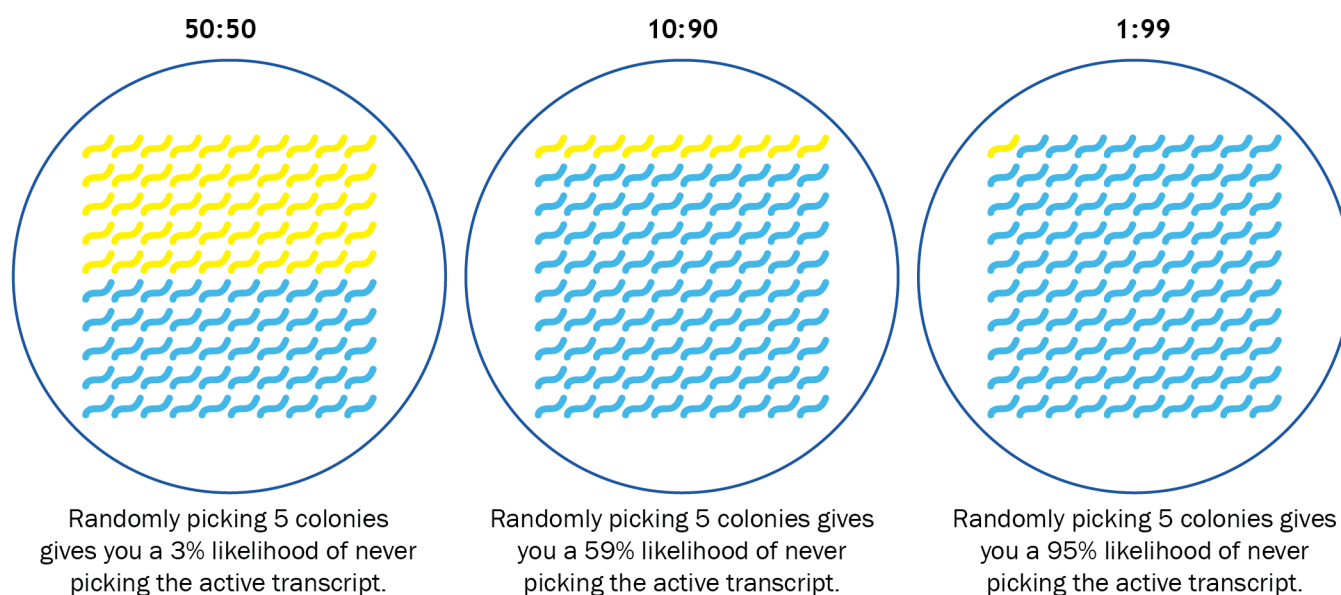 50:50
10:90
1:99
Randomly picking 5 colonies
gives you a 3% likelihood of never
picking the active transcript.
Randomly picking 5 colonies gives
you a 59% likelihood of never
picking the active transcript.
Randomly picking 5 colonies gives
you a 95% likelihood of never
picking the active transcript.